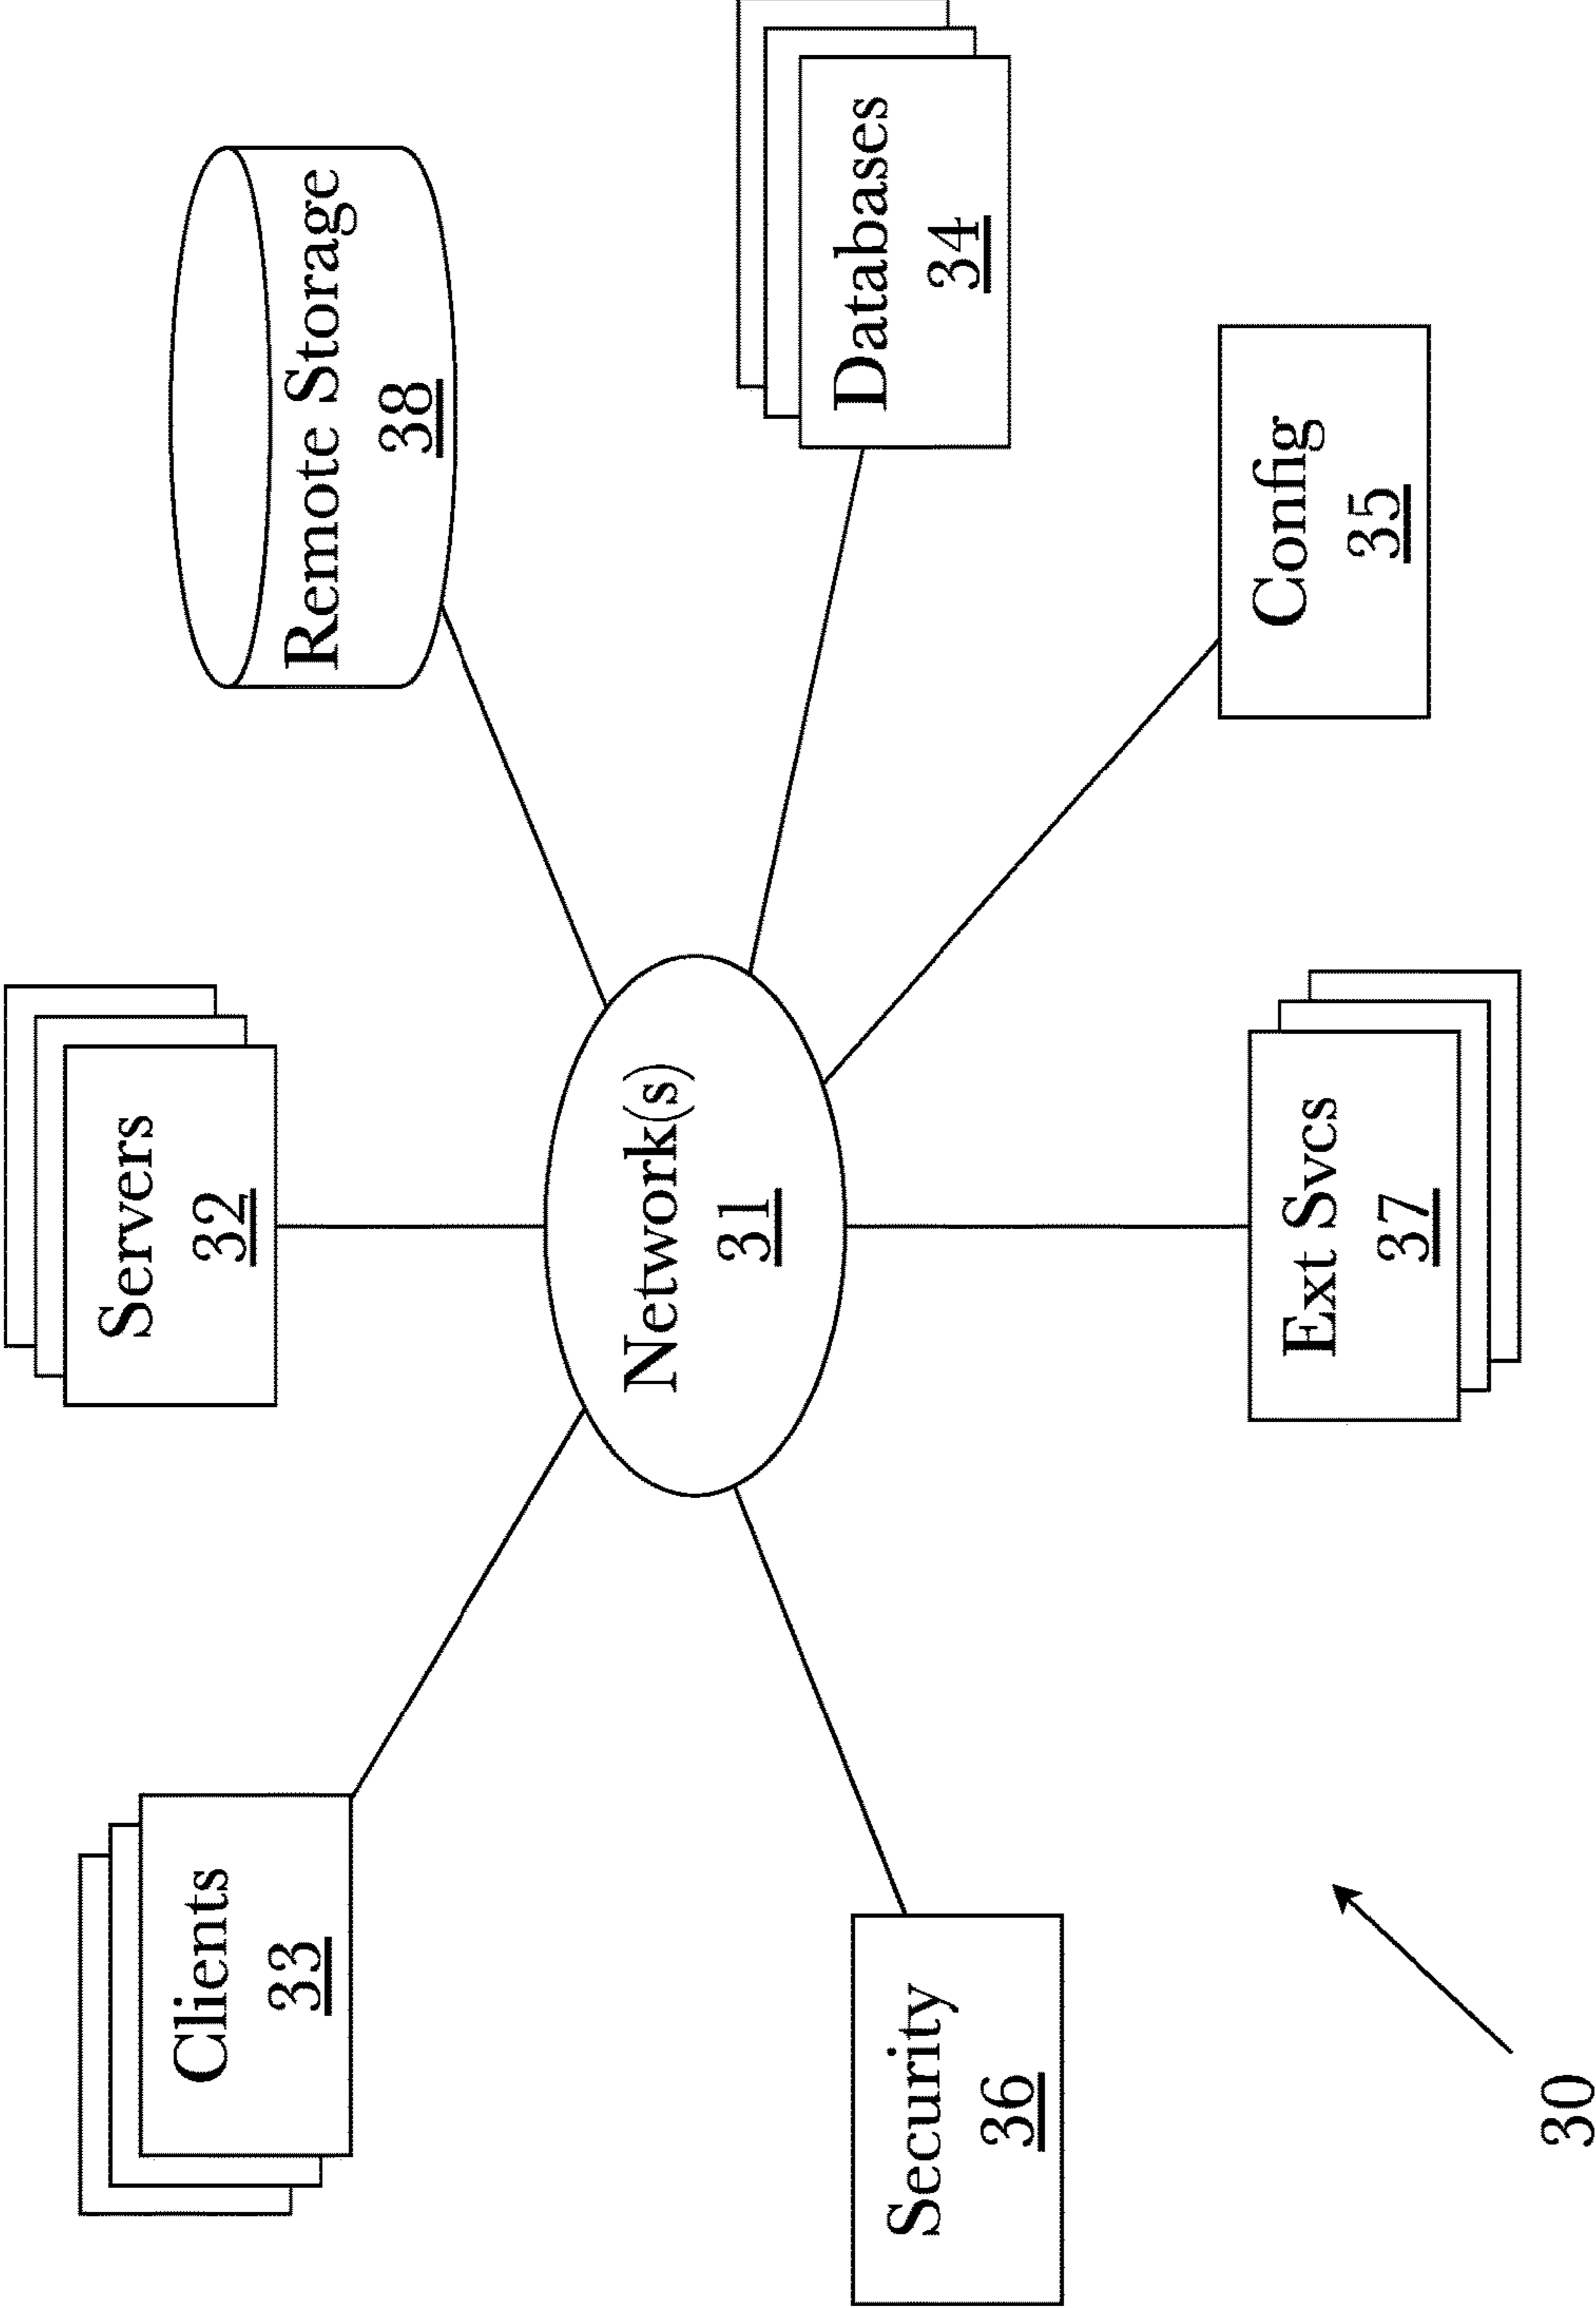 Servers
32
Clients
33
Remote Storage
38
Network(s)
31
Databases
34
Security
36
Ext Svcs
37
Config
35
30